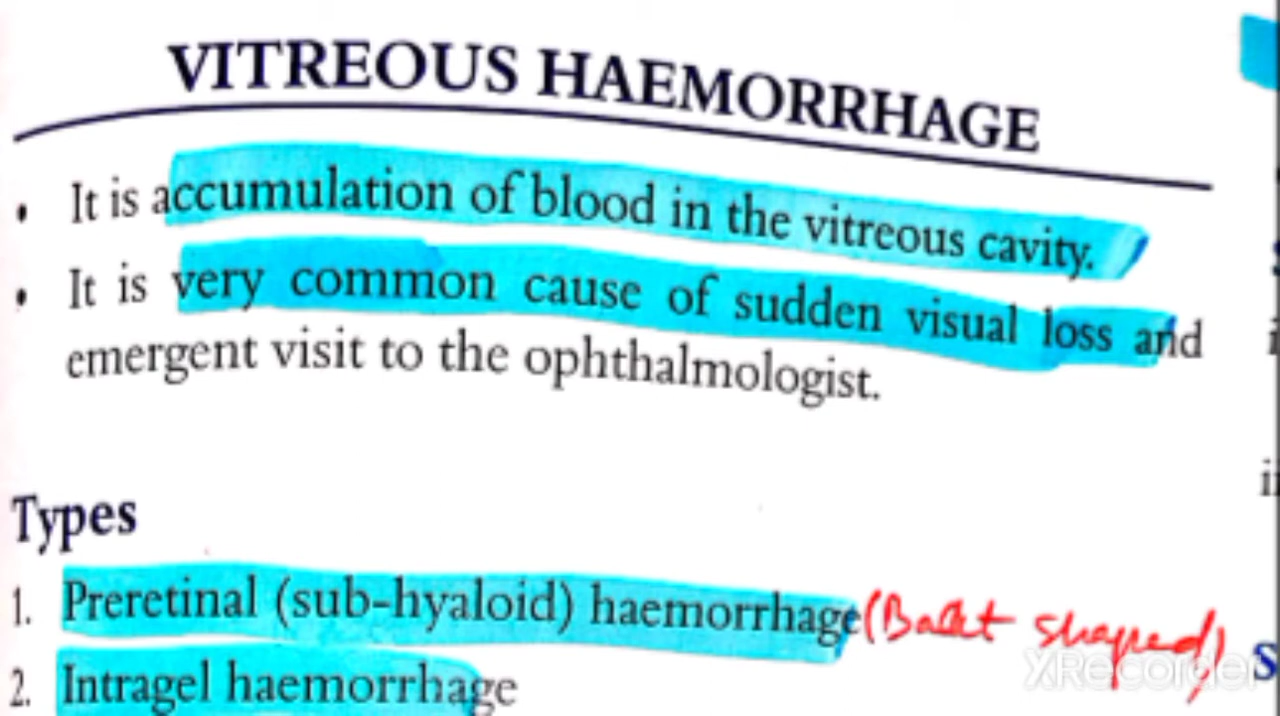 VITREOUS HAEMORRHAGE
• It is accumulation of blood in the vitreous cavity.
• It is very common cause of sudden visual loss and
emergent visit to the ophthalmologist.
Types
1. Preretinal (sub-hyaloid) haemorrhage (        shaped)
2. Intragel haemorrhage
XRecorder